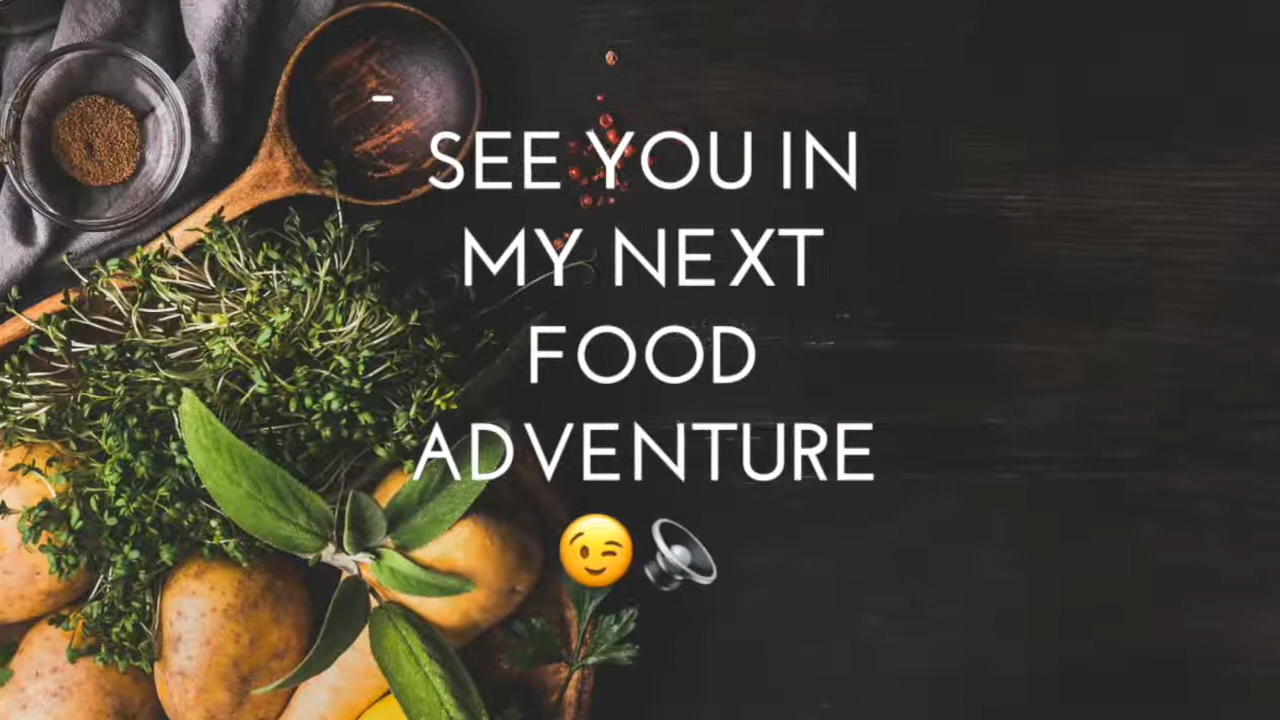 -
SEE YOU IN
MY NEXT
FOOD
ADVENTURE
😉🔈